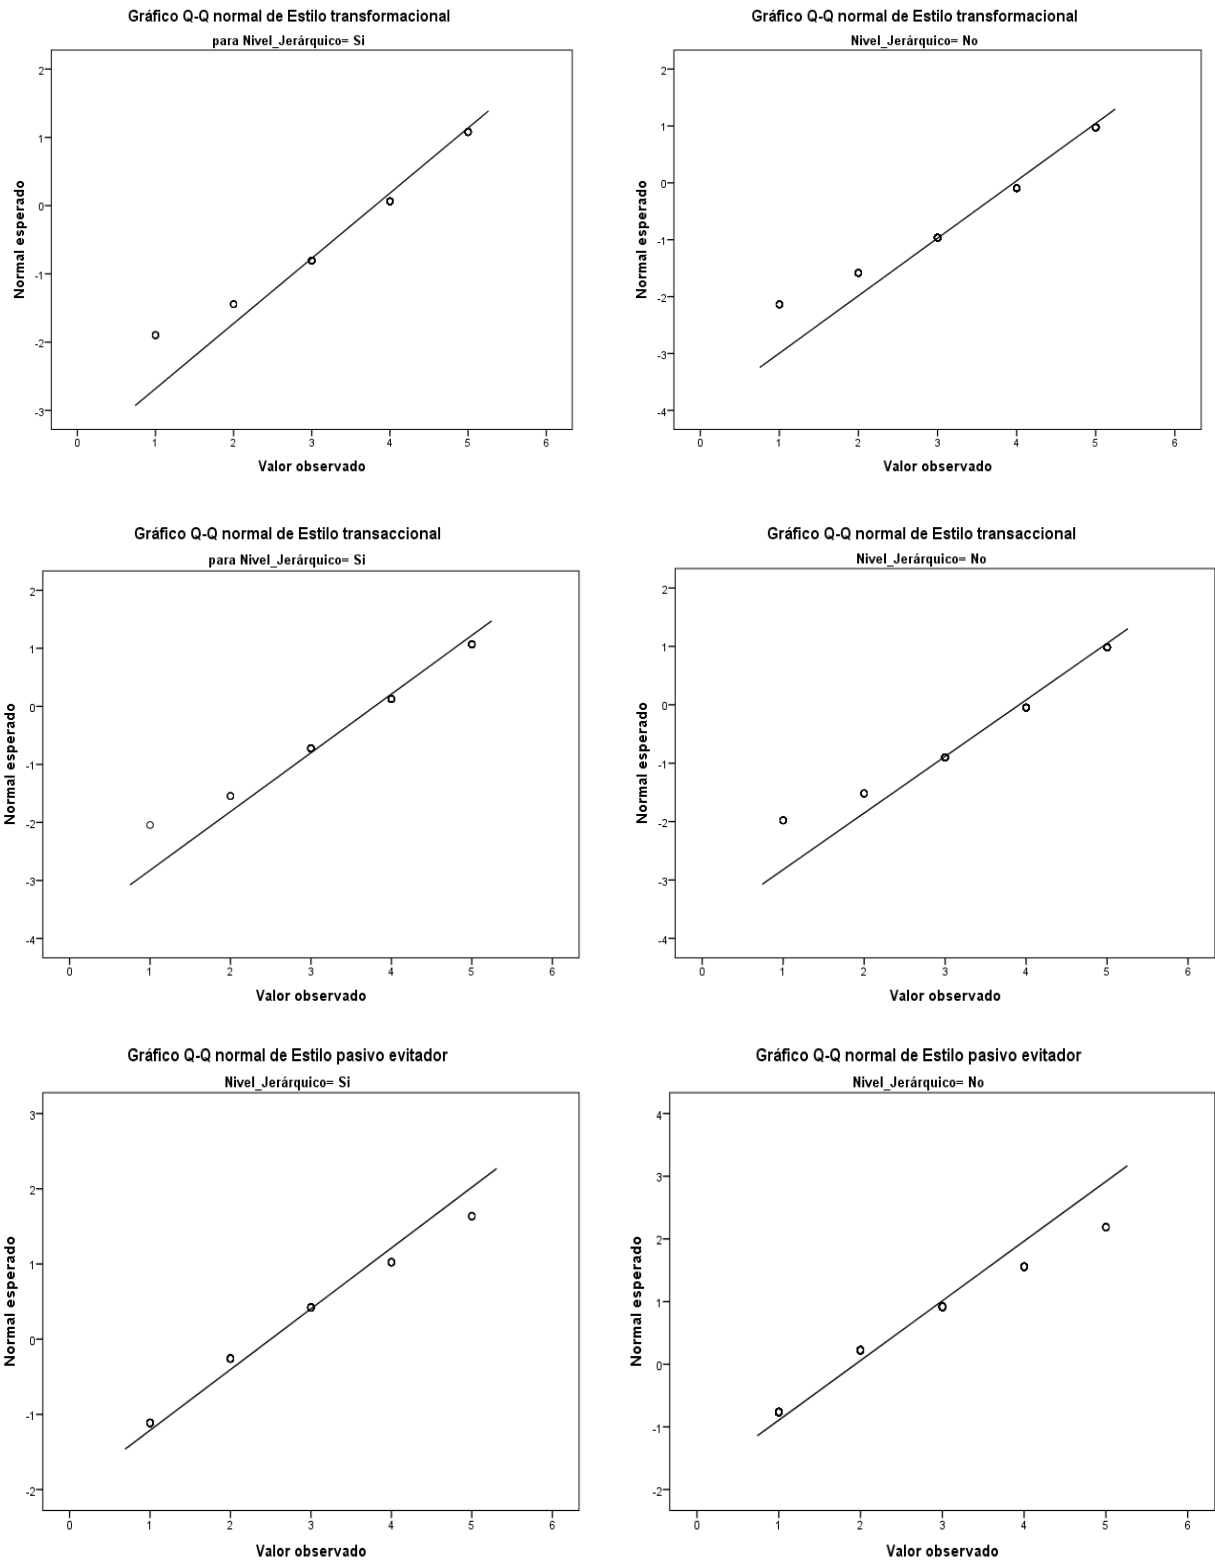 Gráfico Q-Q normal de Estilo transformacional
para Nivel_Jerárquico= Si
Normal esperado
2
1
0
-1
-2
-3
0 1 2 3 4 5 6
Valor observado
Gráfico Q-Q normal de Estilo transformacional
Nivel_Jerárquico= No
Normal esperado
2
1
0
-1
-2
-3
-4
0 1 2 3 4 5 6
Valor observado
Gráfico Q-Q normal de Estilo transaccional
para Nivel_Jerárquico= Si
Normal esperado
2
1
0
-1
-2
-3
-4
0 1 2 3 4 5 6
Valor observado
Gráfico Q-Q normal de Estilo transaccional
Nivel_Jerárquico= No
Normal esperado
2
1
0
-1
-2
-3
-4
0 1 2 3 4 5 6
Valor observado
Gráfico Q-Q normal de Estilo pasivo evitador
Nivel_Jerárquico= Si
Normal esperado
3
2
1
0
-1
-2
0 1 2 3 4 5 6
Valor observado
Gráfico Q-Q normal de Estilo pasivo evitador
Nivel_Jerárquico= No
Normal esperado
4
3
2
1
0
-1
-2
0 1 2 3 4 5 6
Valor observado